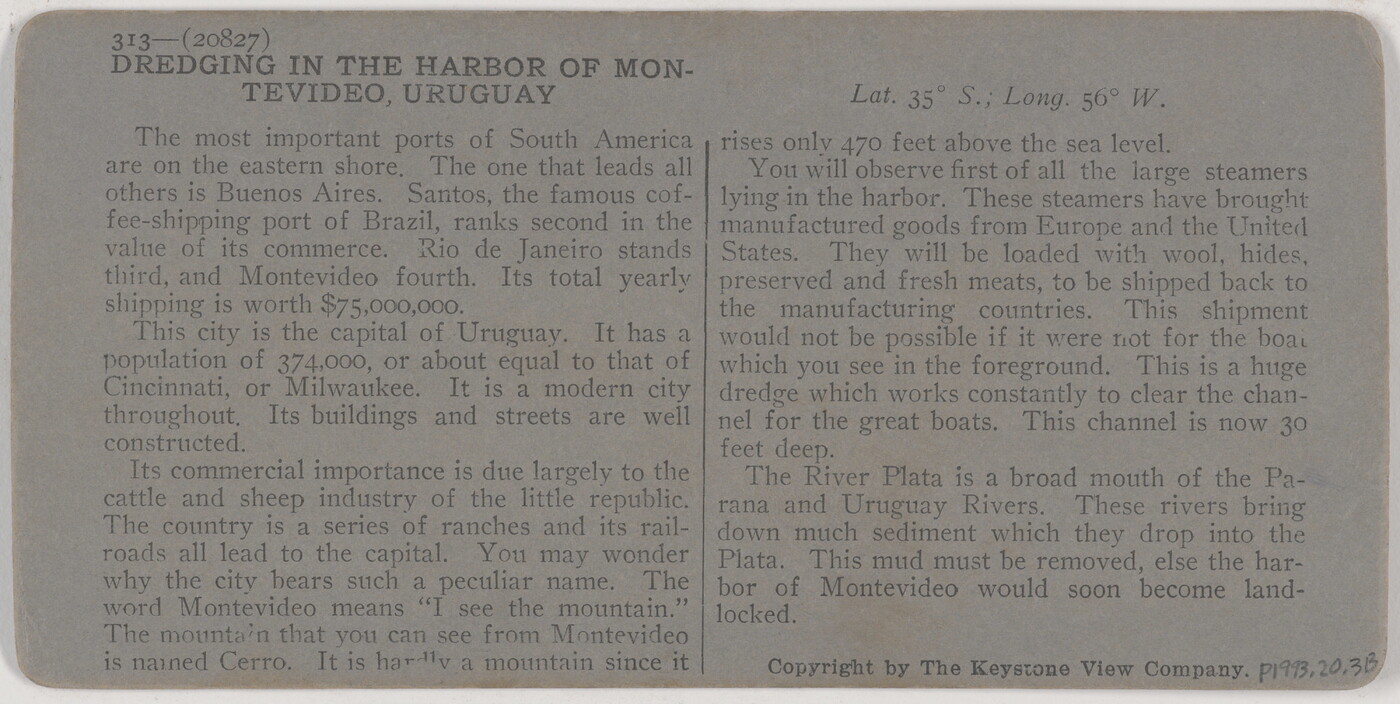 313—(20827)
DREDGING IN THE HARBOR OF MON-
TEVIDEO, URUGUAY
The most important ports of South America
are on the eastern shore. The one that leads all
others is Buenos Aires. Santos, the famous cof-
fee-shipping port of Brazil, ranks second in the
value of its commerce. Rio de Janeiro stands
third, and Montevideo fourth. Its total yearly
shipping is worth $75,000,000.
This city is the capital of Uruguay. It has a
population of 374,000, or about equal to that of
Cincinnati, or Milwaukee. It is a modern city
throughout. Its buildings and streets are well
constructed.
Its commercial importance is due largely to the
cattle and sheep industry of the little republic.
The country is a series of ranches and its rail-
roads all lead to the capital. You may wonder
why the city bears such a peculiar name. The
word Montevideo means "I see the mountain."
The mountain that you can see from Montevideo
is named Cerro. It is hardly a mountain since it
Lat. 35° S.; Long. 56° W.
rises only 470 feet above the sea level.
You will observe first of all the large steamers
lying in the harbor. These steamers have brought
manufactured goods from Europe and the United
States. They will be loaded with wool, hides,
preserved and fresh meats, to be shipped back to
the manufacturing countries. This shipment
would not be possible if it were not for the boat
which you see in the foreground. This is a huge
dredge which works constantly to clear the chan-
nel for the great boats. This channel is now 30
feet deep.
The River Plata is a broad mouth of the Pa-
rana and Uruguay Rivers. These rivers bring
down much sediment which they drop into the
Plata. This mud must be removed, else the har-
bor of Montevideo would soon become land-
locked.
Copyright by The Keystone View Company.
P1993.20.3B